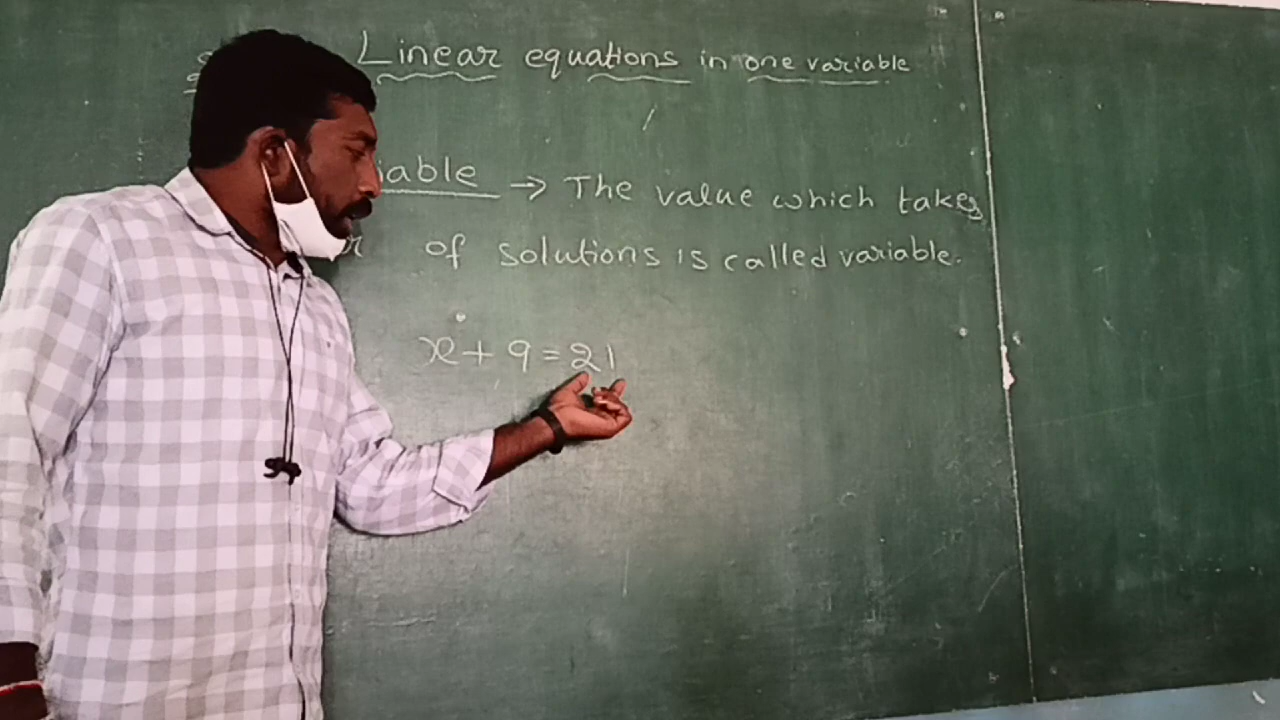 Linear equations in one variable
iable → The value which takes
of solutions is called variable.
x + 9 = 21